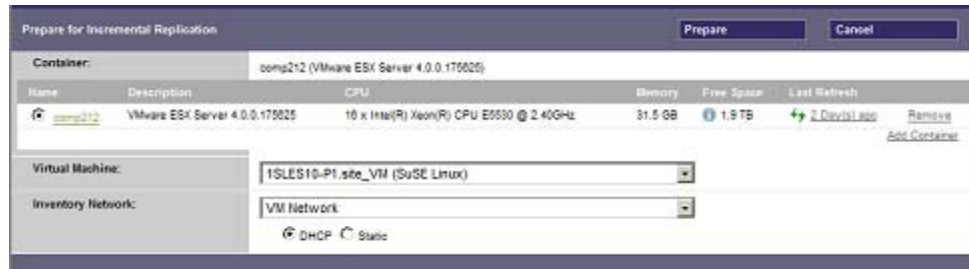 Prepare for Incremental Replication Prepare Cancel
Container: comp212 (VMware ESX Server 4.0.0.175625)
Name Description CPU Memory Free Space Last Refresh
comp212 VMware ESX Server 4.0.0.175625 16 x Intel(R) Xeon(R) CPU E5530 @ 2.40GHz 31.5 GB 1.9 TB 2 Day(s) ago Remove
Add Container
Virtual Machine: 1SLES10-P1.site_VM (SuSE Linux)
Inventory Network: VM Network
DHCP Static